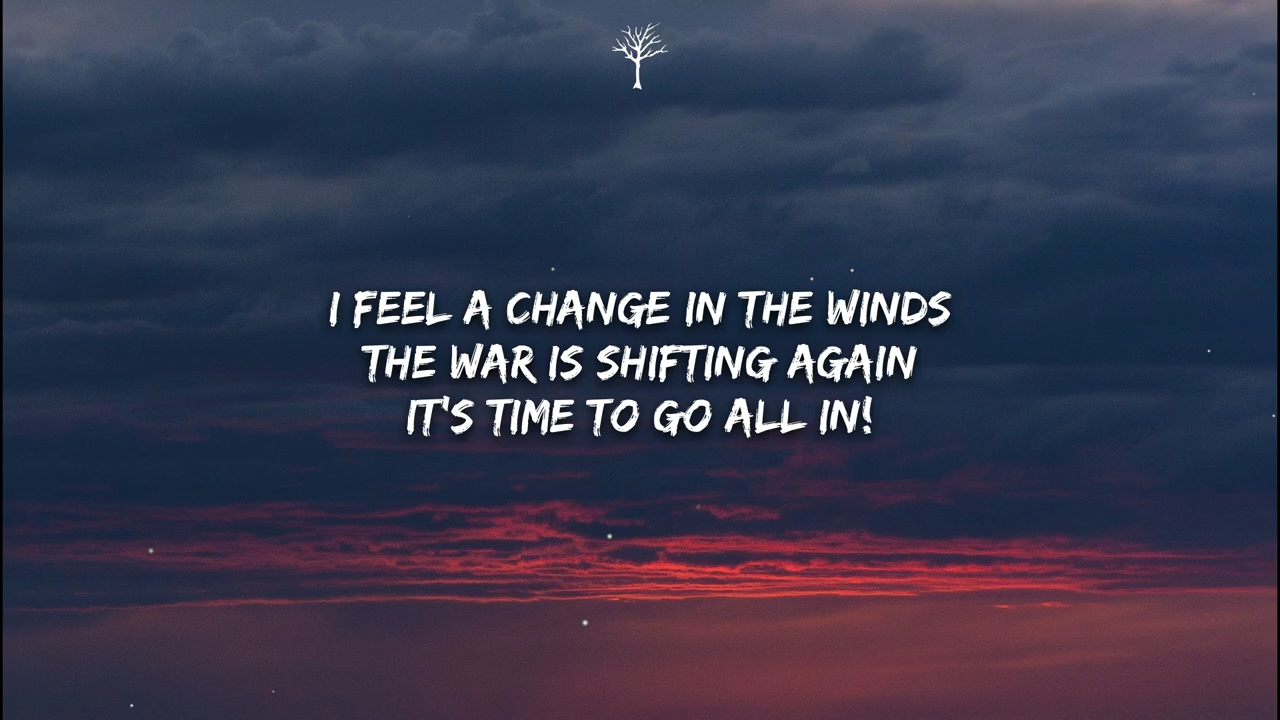 I FEEL A CHANGE IN THE WINDS
THE WAR IS SHIFTING AGAIN
IT'S TIME TO GO ALL IN!